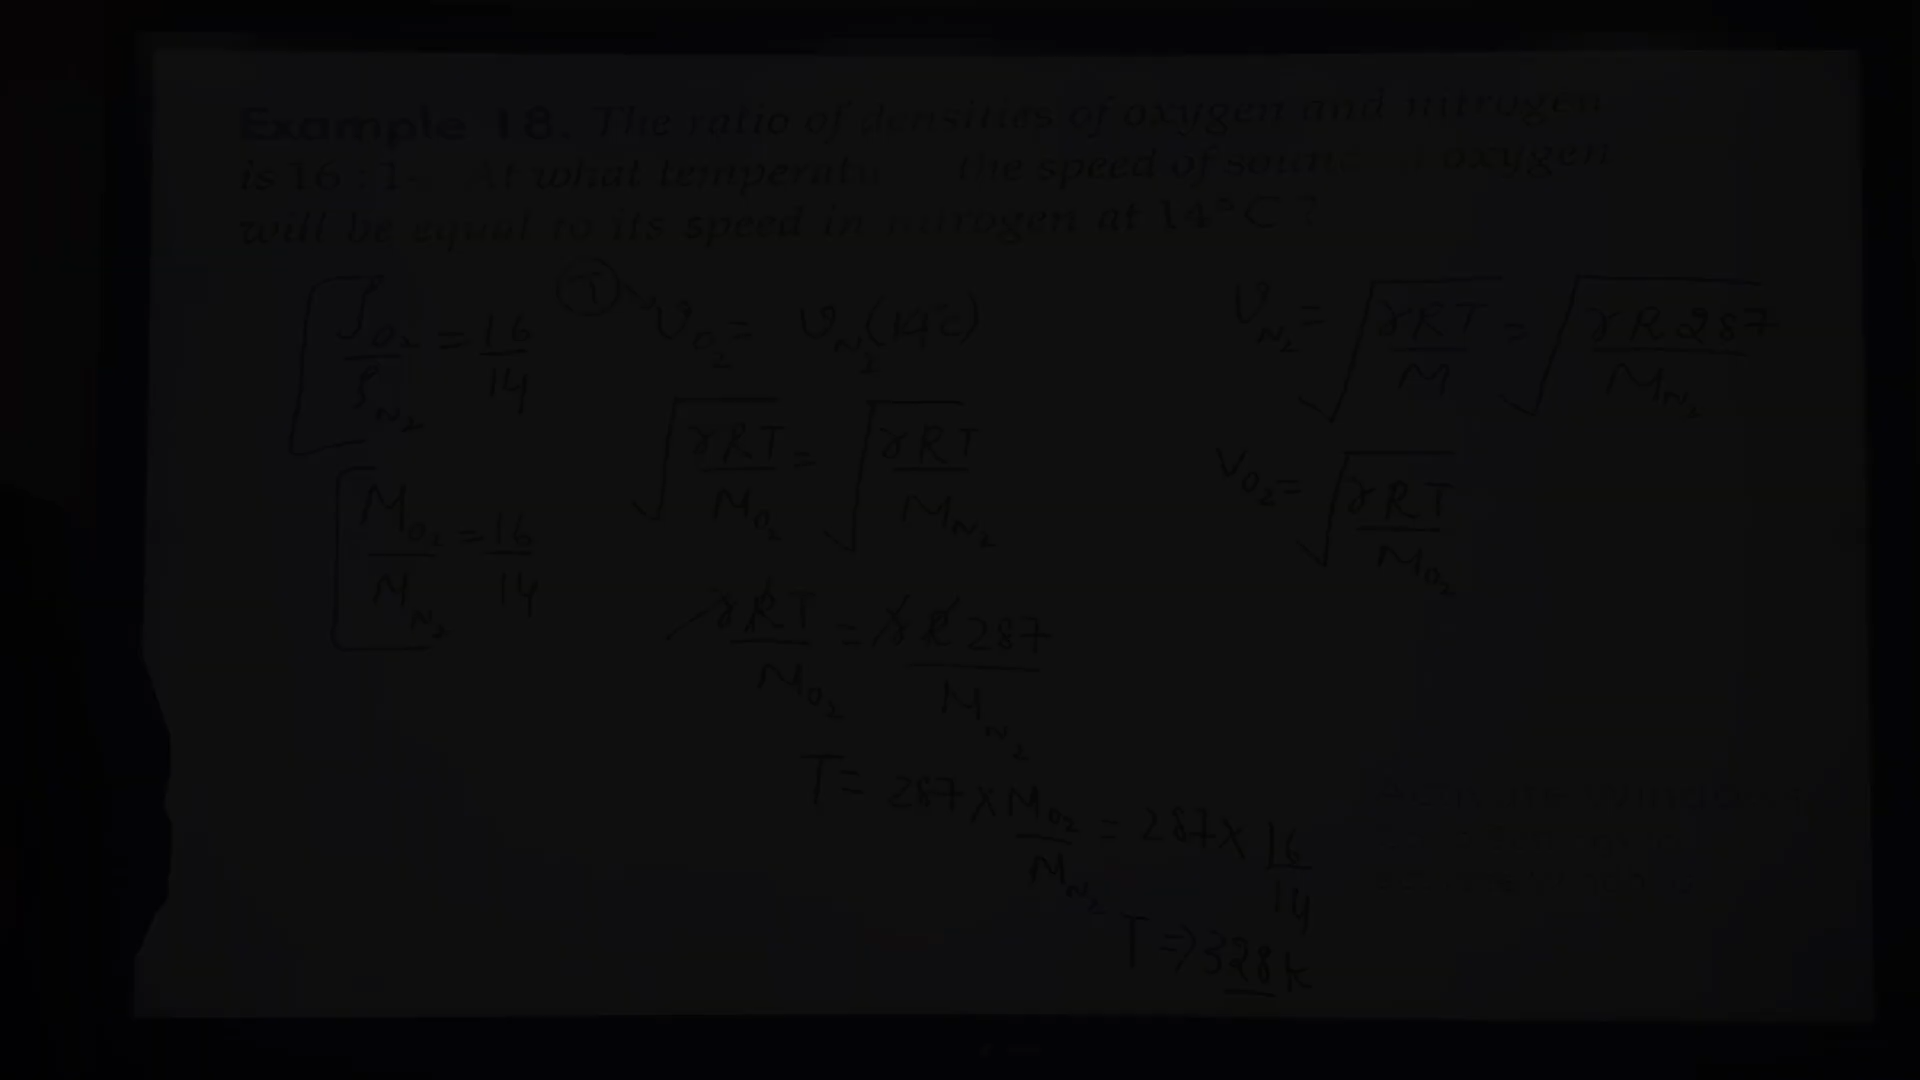 Example 18. The ratio of densities of oxygen and nitrogen
is 16 : 14. At what temperature the speed of sound in oxygen
will be equal to its speed in nitrogen at 14°C ?
ρO2 / ρN2 = 16/14
MO2 / MN2 = 16/14
T
vO2 = vN2 (14°C)
√(γRT / MO2) = √(γRT / MN2)
γRT / MO2 = γR287 / MN2
T = 287 × MO2 / MN2 = 287 × 16/14
T ⇒ 328 k
vN2 = √(γRT / M) = √(γR287 / MN2)
vO2 = √(γRT / MO2)
Activate Windows